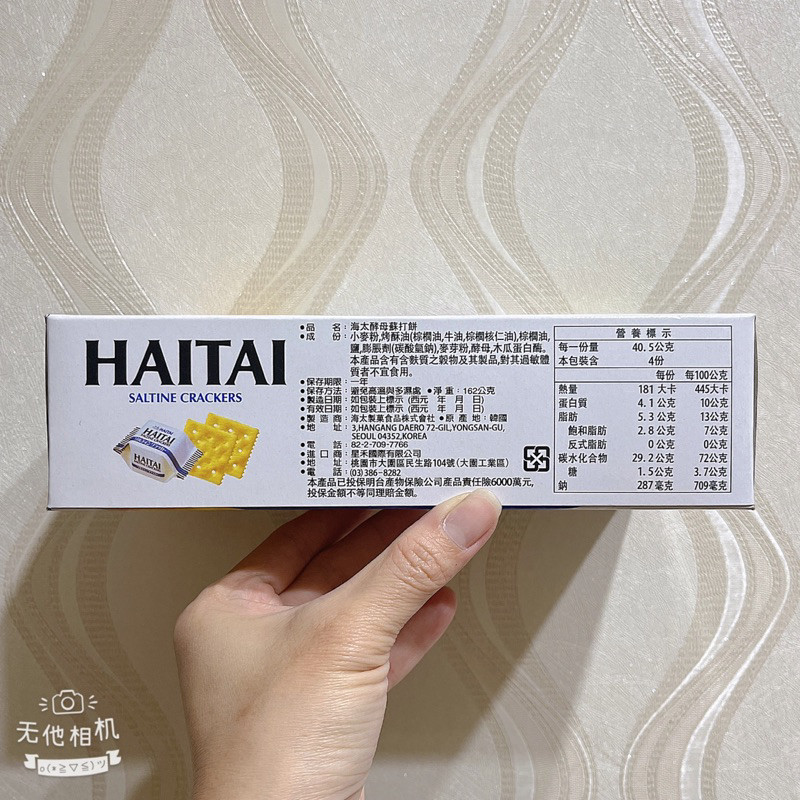 HAITAI
SALTINE CRACKERS
HAITAI
HAITAI
●品名：海太酵母蘇打餅
●成份：小麥粉,烤酥油(棕櫚油,牛油,棕櫚核仁油),棕櫚油,
鹽,膨脹劑(碳酸氫鈉),麥芽粉,酵母,木瓜蛋白酶。
本產品含有含麩質之穀物及其製品,對其過敏體
質者不宜食用。
●保存期限：一年
●保存方法：避免高溫與多濕處 ●淨重：162公克
●製造日期：如包裝上標示 (西元 年 月 日)
●有效日期：如包裝上標示 (西元 年 月 日)
●製造商：海太製菓食品株式會社 ●原產地：韓國
●地址：3,HANGANG DAERO 72-GIL,YONGSAN-GU,
SEOUL 04352,KOREA
●電話：82-2-709-7766
●進口商：星禾國際有限公司
●地址：桃園市大園區民生路104號(大園工業區)
●電話：(03)386-8282
本產品已投保明台產物保險公司產品責任險6000萬元,
投保金額不等同理賠金額。
營養標示
每一份量 40.5公克
本包裝含 4份
每份 每100公克
熱量 181大卡 445大卡
蛋白質 4.1公克 10公克
脂肪 5.3公克 13公克
飽和脂肪 2.8公克 7公克
反式脂肪 0公克 0公克
碳水化合物 29.2公克 72公克
糖 1.5公克 3.7公克
鈉 287毫克 709毫克
无他相机
o(*≧▽≦)ツ